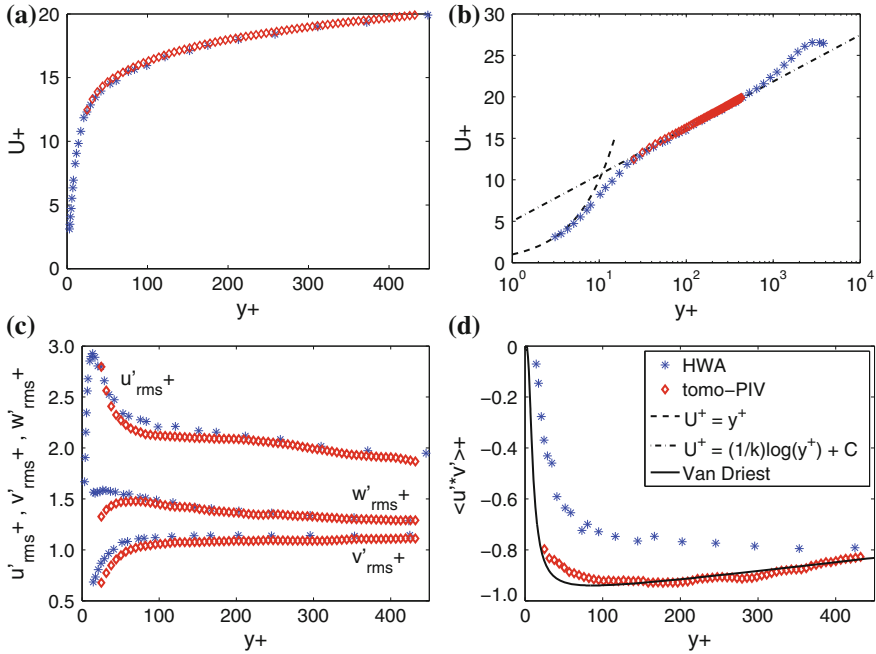 (a)
20
15
10
5
0
U+
0 100 200 300 400
y+
(b)
30
25
20
15
10
5
0
U+
10^0 10^1 10^2 10^3 10^4
y+
(c)
3.0
2.5
2.0
1.5
1.0
0.5
u'rms+ , v'rms+ , w'rms+
u'rms+
w'rms+
v'rms+
0 100 200 300 400
y+
(d)
0
−0.2
−0.4
−0.6
−0.8
−1.0
<u'*v'>+
HWA
tomo-PIV
U^+ = y^+
U^+ = (1/k)log(y^+) + C
Van Driest
0 100 200 300 400
y+